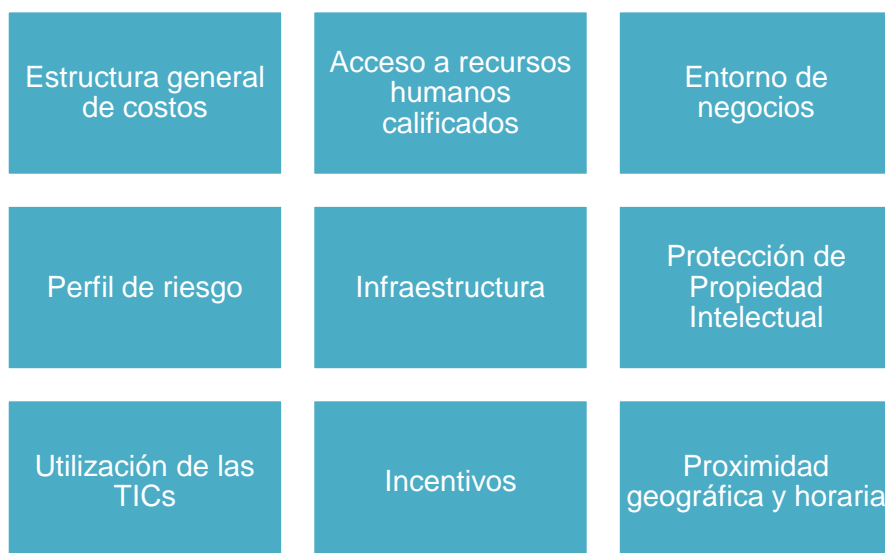 Estructura general
de costos
Acceso a recursos
humanos
calificados
Entorno de
negocios
Perfil de riesgo
Infraestructura
Protección de
Propiedad
Intelectual
Utilización de las
TICs
Incentivos
Proximidad
geográfica y horaria